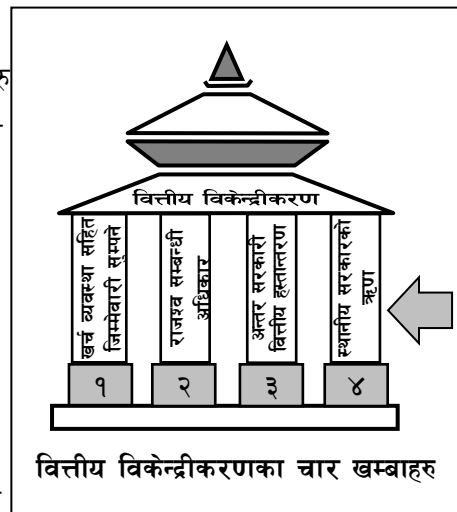 वित्तीय विकेन्द्रीकरण
खर्च व्यवस्था सहित
जिम्मेवारी सुम्पने
राजश्व सम्बन्धी
अधिकार
अन्तर सरकारी
वित्तीय हस्तान्तरण
स्थानीय सरकारको
ऋण
१ २ ३ ४
वित्तीय विकेन्द्रीकरणका चार खम्बाहरु